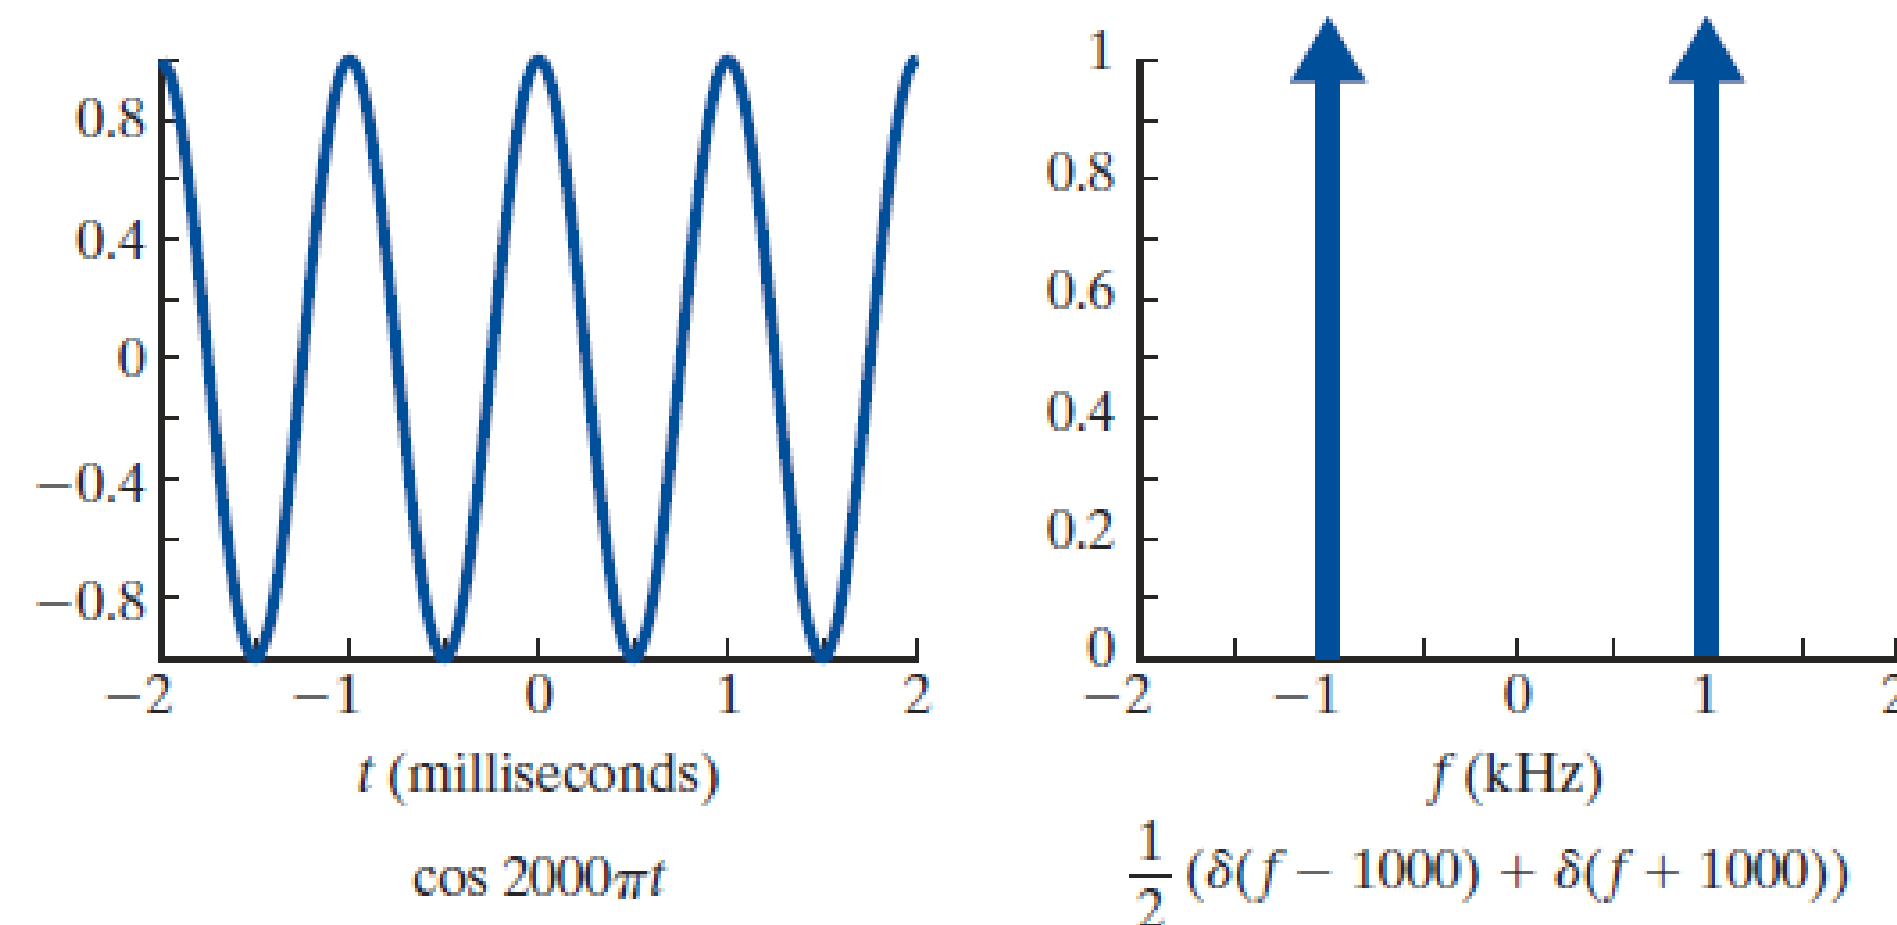 0.8
0.4
0
−0.4
−0.8
−2 −1 0 1 2
t (milliseconds)
cos 2000πt
1
0.8
0.6
0.4
0.2
0
−2 −1 0 1 2
f (kHz)
1/2 (δ(f − 1000) + δ(f + 1000))